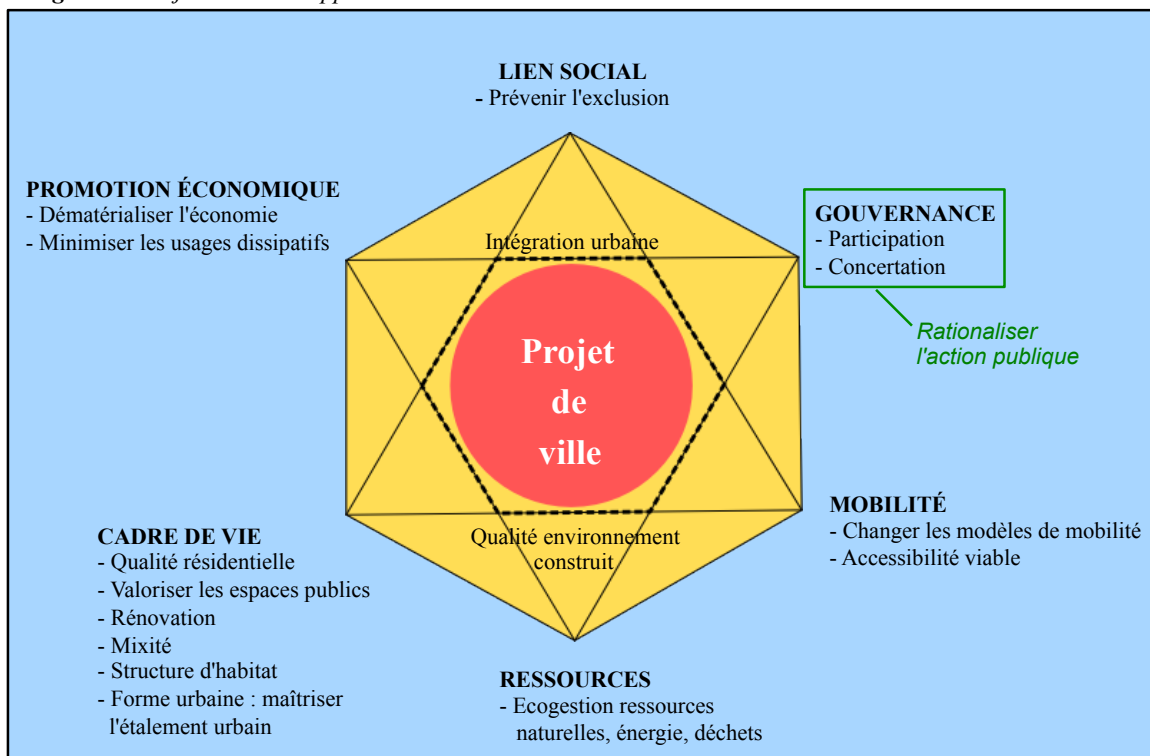 LIEN SOCIAL
- Prévenir l'exclusion
PROMOTION ÉCONOMIQUE
- Dématérialiser l'économie
- Minimiser les usages dissipatifs
GOUVERNANCE
- Participation
- Concertation
Rationaliser
l'action publique
Intégration urbaine
Projet
de
ville
Qualité environnement
construit
MOBILITÉ
- Changer les modèles de mobilité
- Accessibilité viable
CADRE DE VIE
- Qualité résidentielle
- Valoriser les espaces publics
- Rénovation
- Mixité
- Structure d'habitat
- Forme urbaine : maîtriser
l'étalement urbain
RESSOURCES
- Ecogestion ressources
naturelles, énergie, déchets